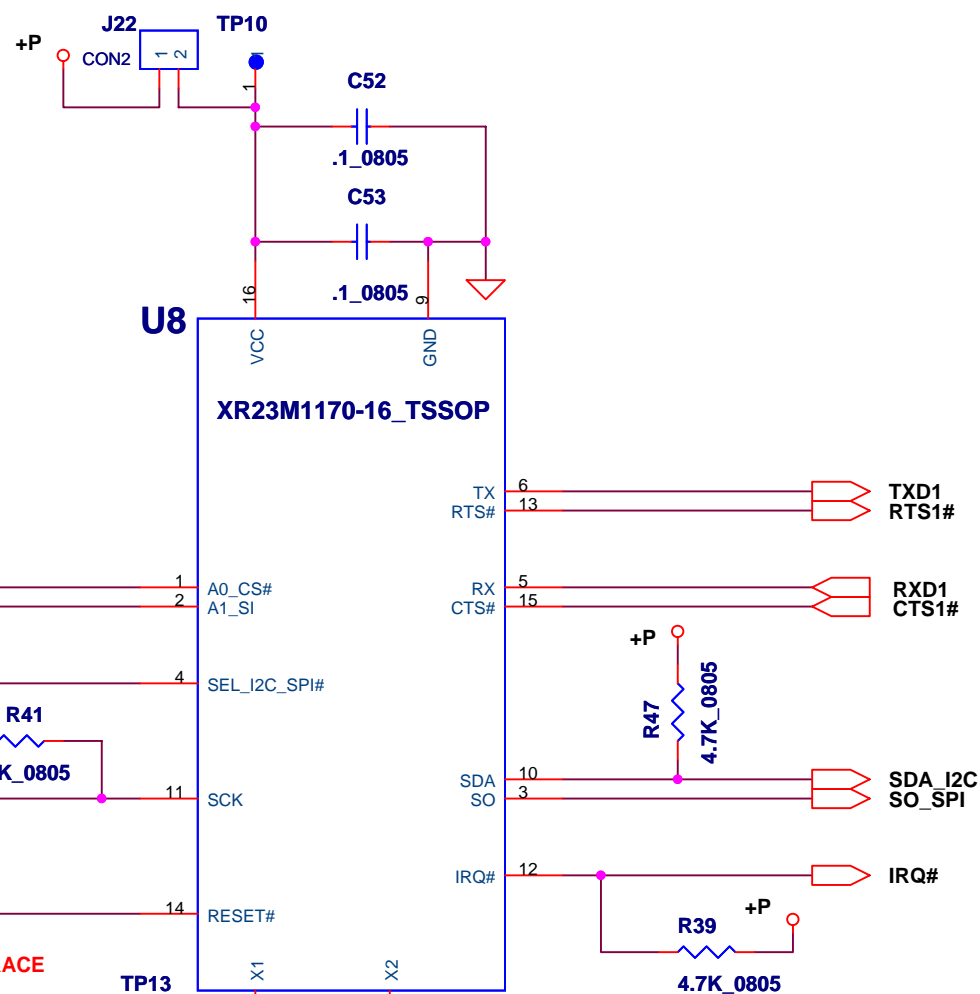 J22
TP10
+P
CON2
1
2
1
C52
.1_0805
C53
.1_0805
16
9
U8
VCC
GND
XR23M1170-16_TSSOP
TX
6
TXD1
RTS#
13
RTS1#
1
A0_CS#
RX
5
RXD1
2
A1_SI
CTS#
15
CTS1#
+P
4
SEL_I2C_SPI#
R47
4.7K_0805
R41
K_0805
SDA
10
SDA_I2C
11
SCK
SO
3
SO_SPI
IRQ#
12
IRQ#
14
RESET#
+P
R39
ACE
X1
X2
TP13
4.7K_0805